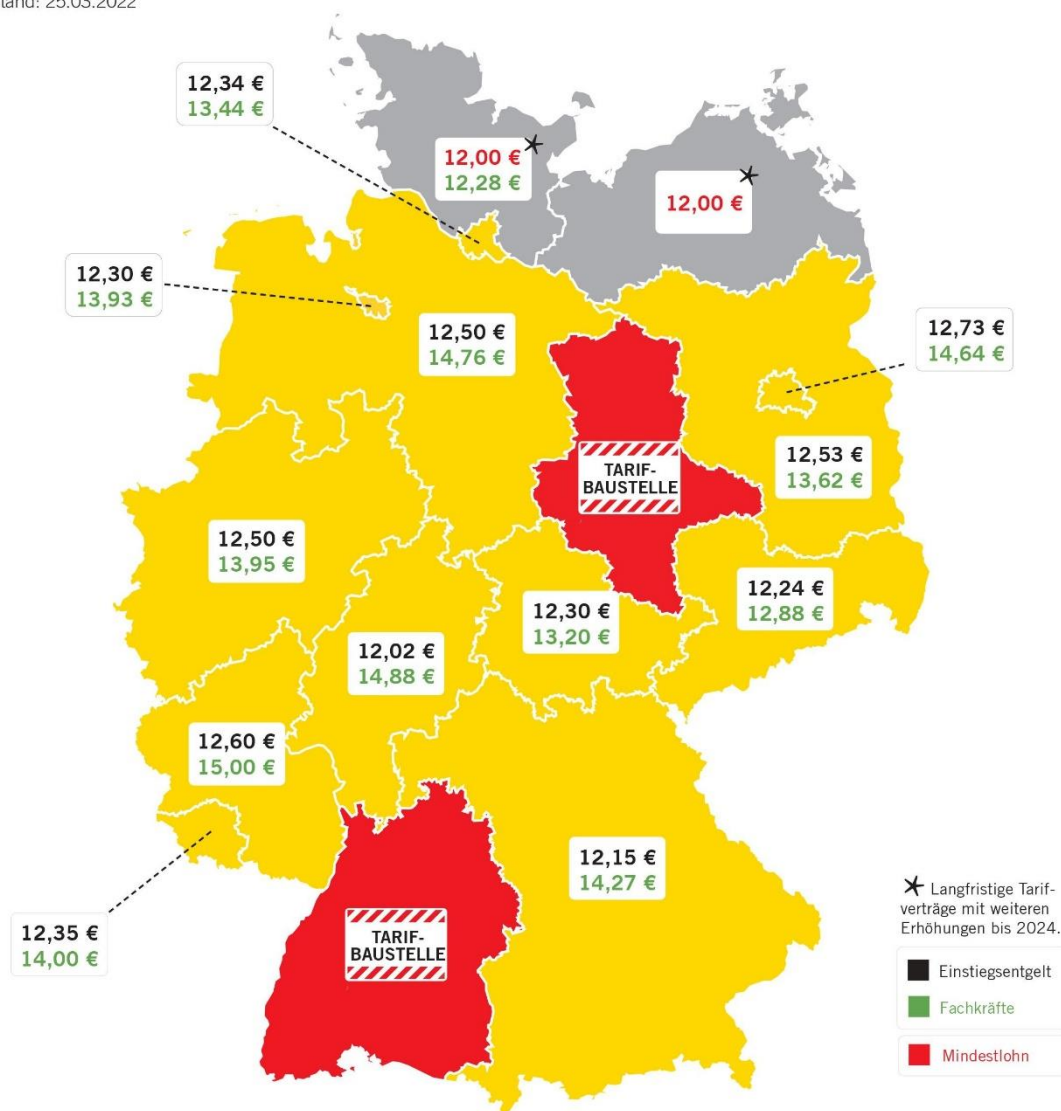 25.03.2022
12,34 €
13,44 €
12,00 €
12,28 €
12,00 €
12,30 €
13,93 €
12,50 €
14,76 €
12,73 €
14,64 €
TARIF-
BAUSTELLE
12,53 €
13,62 €
12,50 €
13,95 €
12,24 €
12,88 €
12,30 €
13,20 €
12,02 €
14,88 €
12,60 €
15,00 €
12,15 €
14,27 €
TARIF-
BAUSTELLE
12,35 €
14,00 €
Langfristige Tarif-
verträge mit weiteren
Erhöhungen bis 2024.
Einstiegsentgelt
Fachkräfte
Mindestlohn